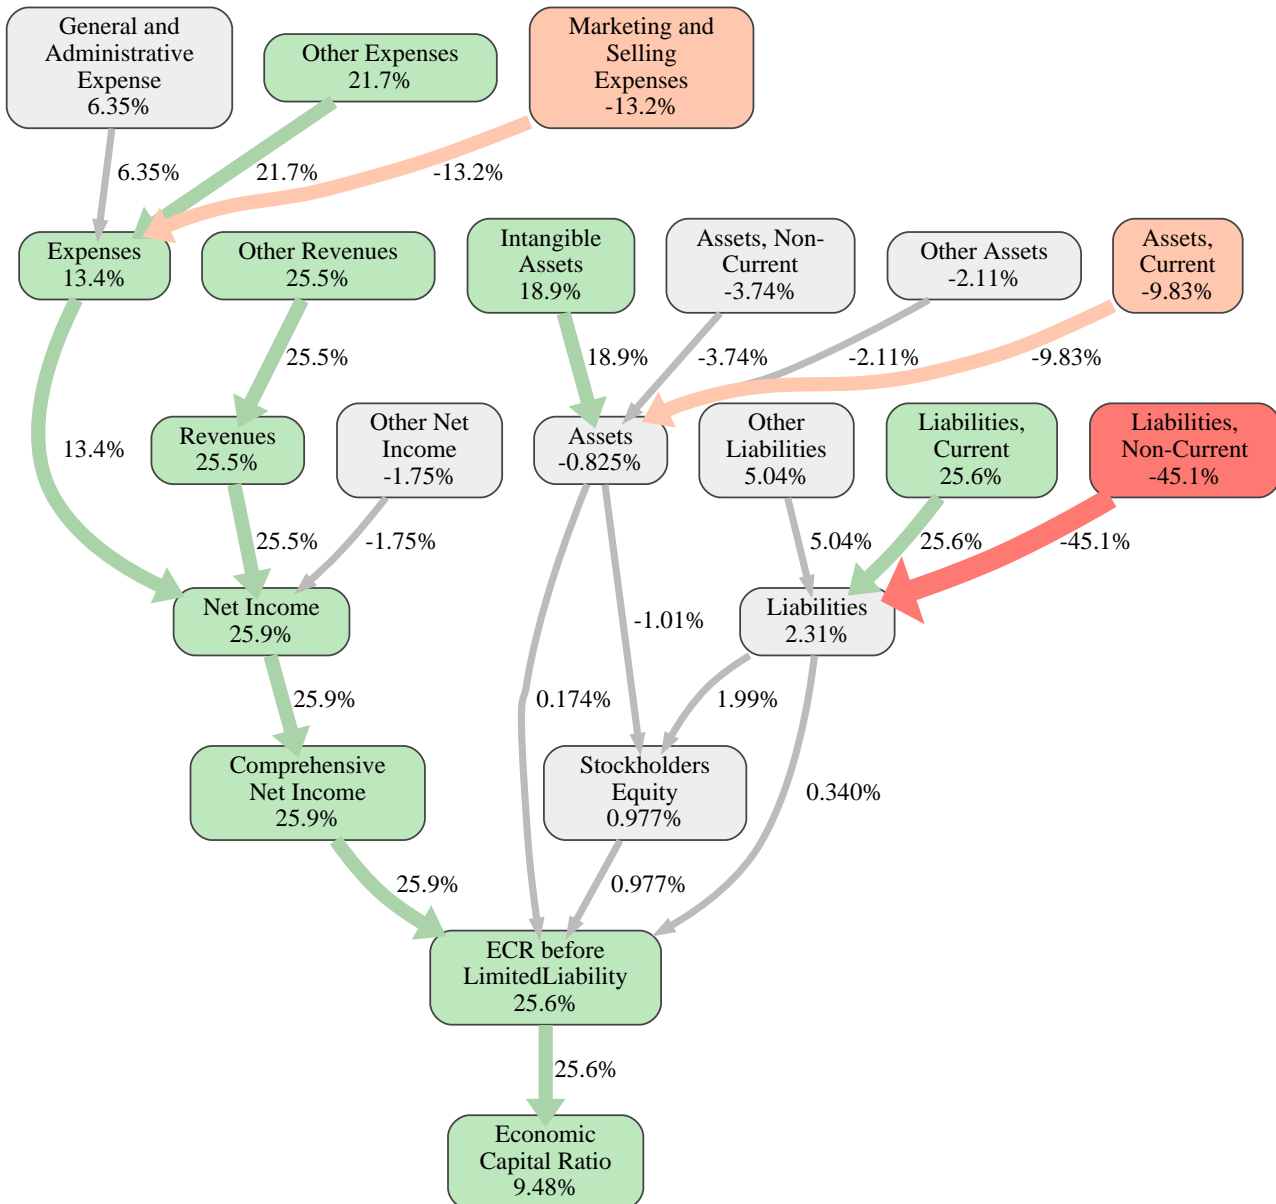 General and
Administrative
Expense
6.35%
Other Expenses
21.7%
Marketing and
Selling
Expenses
-13.2%
6.35%
21.7%
-13.2%
Expenses
13.4%
Other Revenues
25.5%
Intangible
Assets
18.9%
Assets, Non-
Current
-3.74%
Other Assets
-2.11%
Assets,
Current
-9.83%
25.5%
18.9%
-3.74%
-2.11%
-9.83%
13.4%
Revenues
25.5%
Other Net
Income
-1.75%
Assets
-0.825%
Other
Liabilities
5.04%
Liabilities,
Current
25.6%
Liabilities,
Non-Current
-45.1%
25.5%
-1.75%
5.04%
25.6%
-45.1%
Net Income
25.9%
-1.01%
Liabilities
2.31%
25.9%
0.174%
1.99%
Comprehensive
Net Income
25.9%
Stockholders
Equity
0.977%
0.340%
25.9%
0.977%
ECR before
LimitedLiability
25.6%
25.6%
Economic
Capital Ratio
9.48%